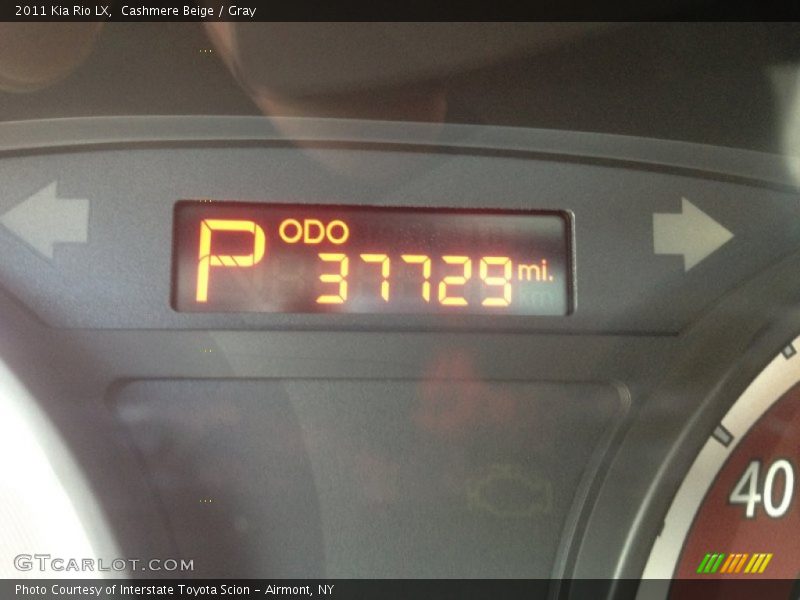 2011 Kia Rio LX,  Cashmere Beige / Gray
P ODO
37729 mi.
40
GTCARLOT.COM
Photo Courtesy of Interstate Toyota Scion - Airmont, NY